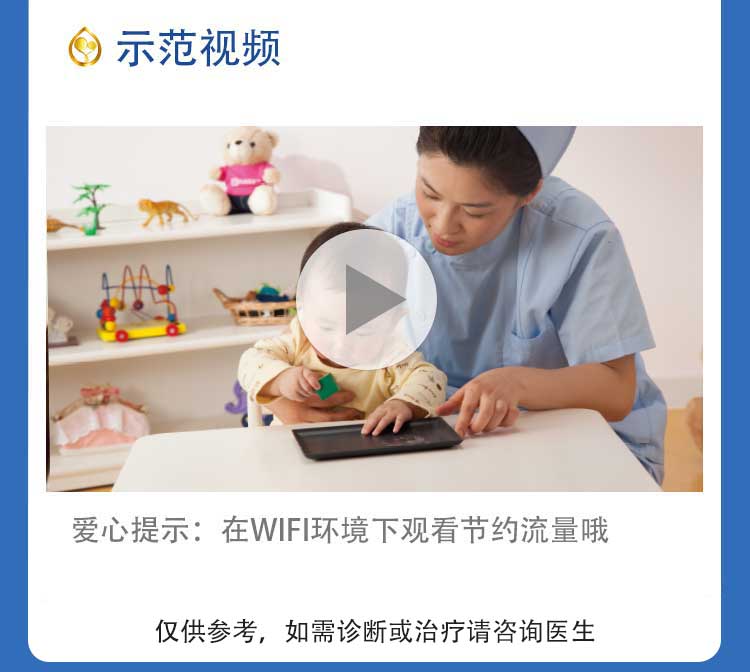 示范视频
爱心提示：在WIFI环境下观看节约流量哦
仅供参考，如需诊断或治疗请咨询医生